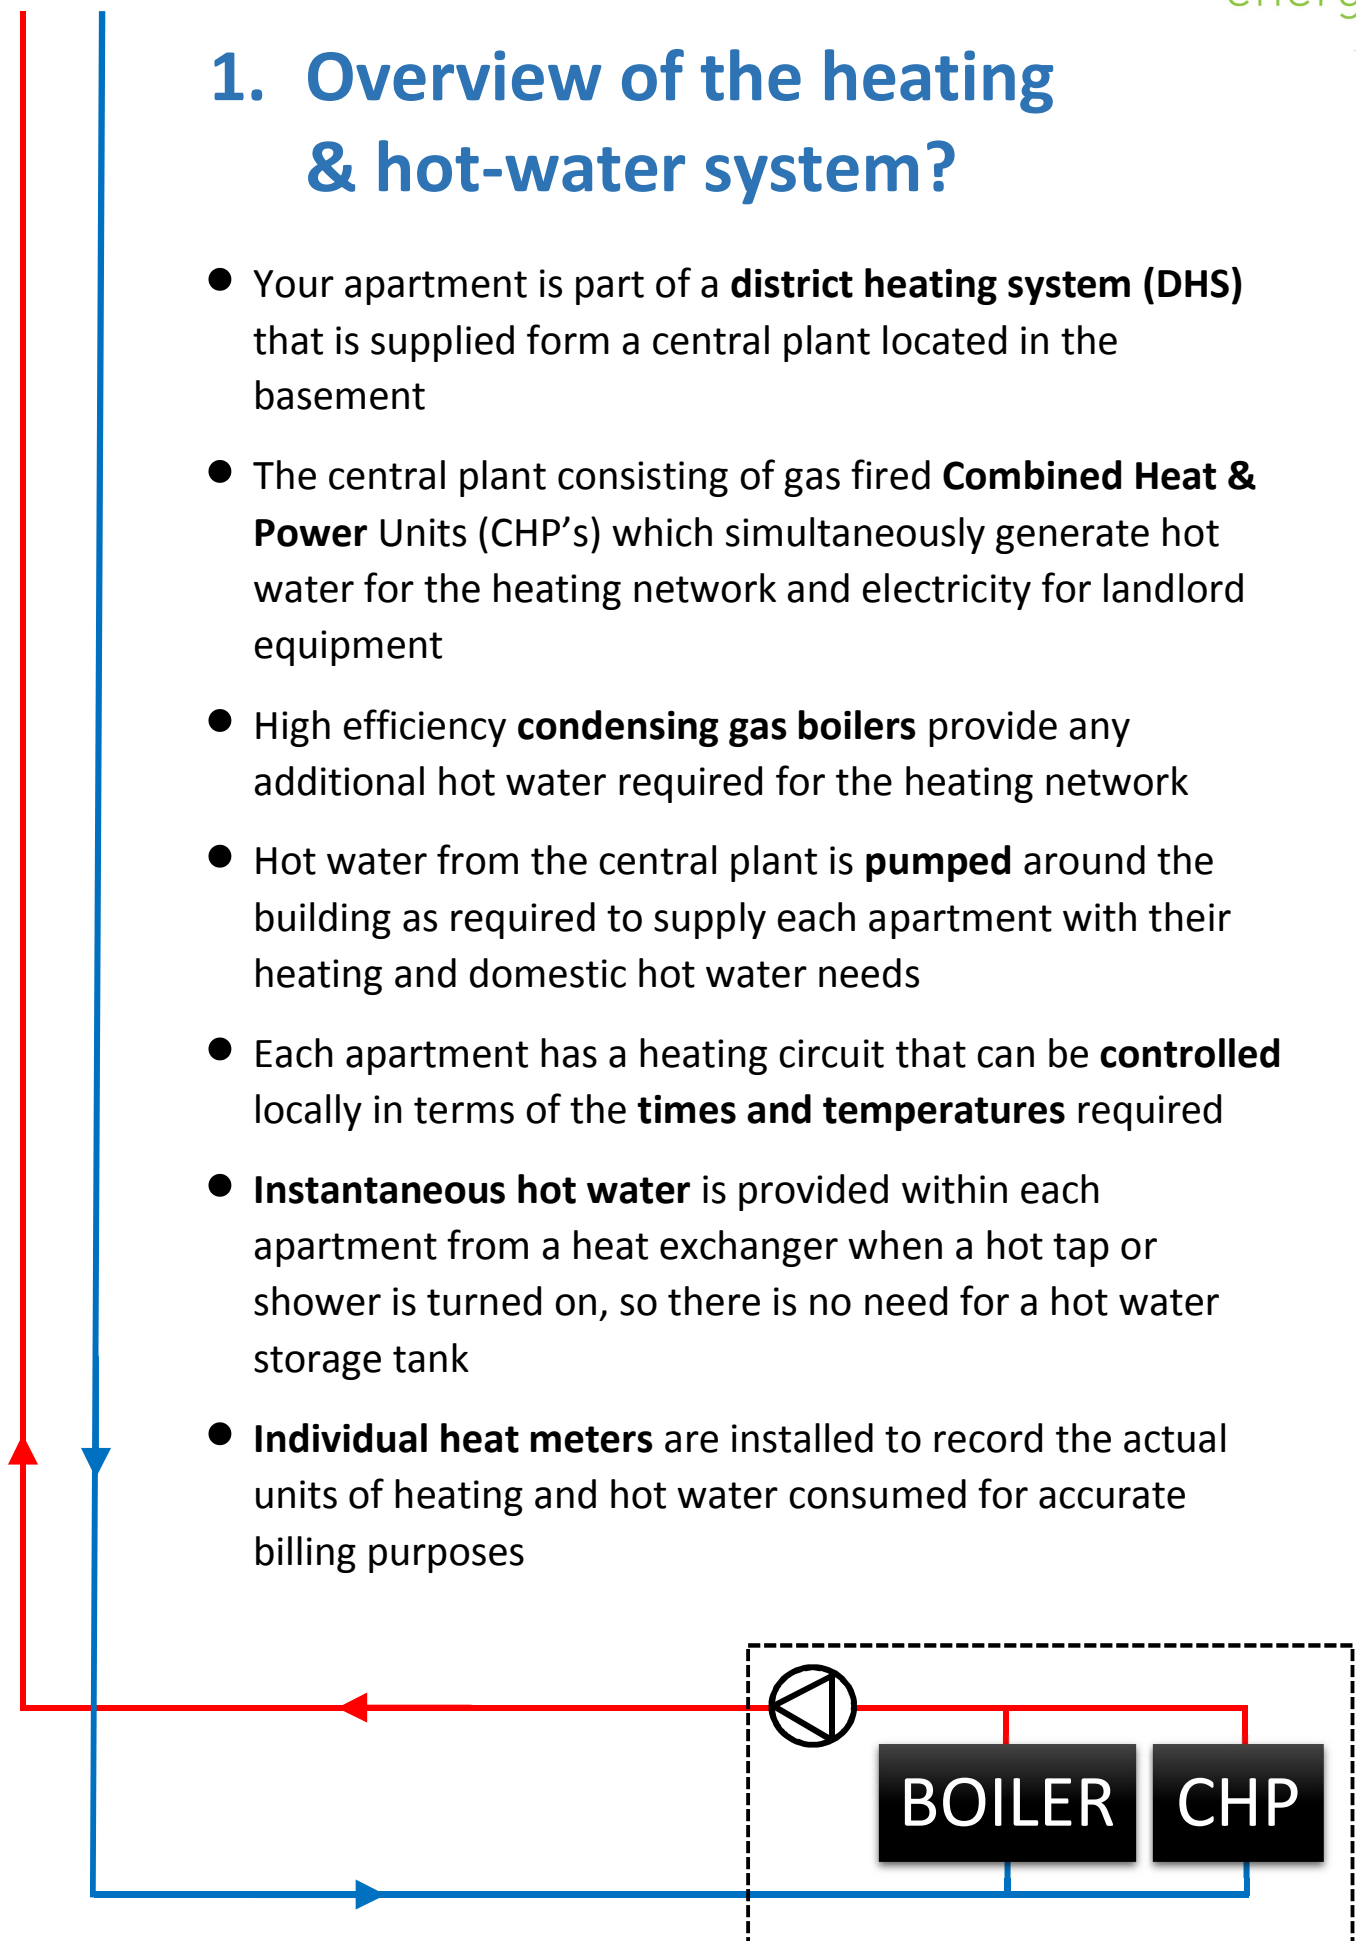 1. Overview of the heating
& hot-water system?
● Your apartment is part of a district heating system (DHS)
that is supplied form a central plant located in the
basement
● The central plant consisting of gas fired Combined Heat &
Power Units (CHP’s) which simultaneously generate hot
water for the heating network and electricity for landlord
equipment
● High efficiency condensing gas boilers provide any
additional hot water required for the heating network
● Hot water from the central plant is pumped around the
building as required to supply each apartment with their
heating and domestic hot water needs
● Each apartment has a heating circuit that can be controlled
locally in terms of the times and temperatures required
● Instantaneous hot water is provided within each
apartment from a heat exchanger when a hot tap or
shower is turned on, so there is no need for a hot water
storage tank
● Individual heat meters are installed to record the actual
units of heating and hot water consumed for accurate
billing purposes
BOILER CHP